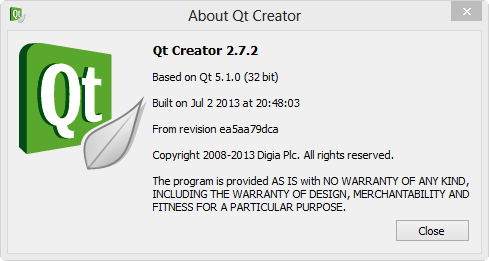 About Qt Creator
Qt
Qt Creator 2.7.2
Based on Qt 5.1.0 (32 bit)
Built on Jul 2 2013 at 20:48:03
From revision ea5aa79dca
Copyright 2008-2013 Digia Plc. All rights reserved.
The program is provided AS IS with NO WARRANTY OF ANY KIND,
INCLUDING THE WARRANTY OF DESIGN, MERCHANTABILITY AND
FITNESS FOR A PARTICULAR PURPOSE.
Close